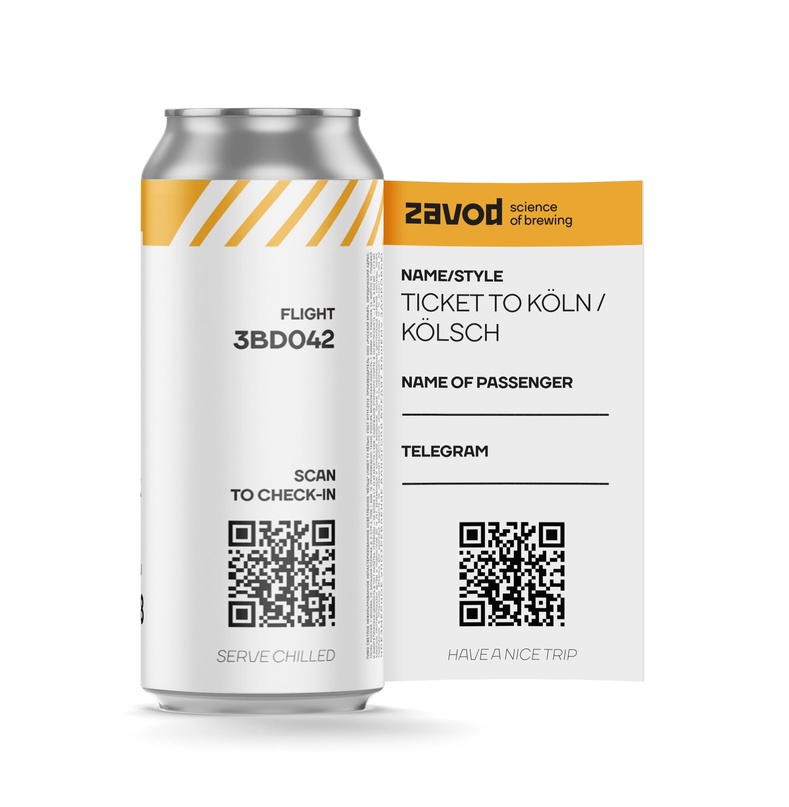 FLIGHT
3BD042
SCAN
TO CHECK-IN
SERVE CHILLED
zavod
science
of brewing
NAME/STYLE
TICKET TO KÖLN /
KÖLSCH
NAME OF PASSENGER
TELEGRAM
HAVE A NICE TRIP